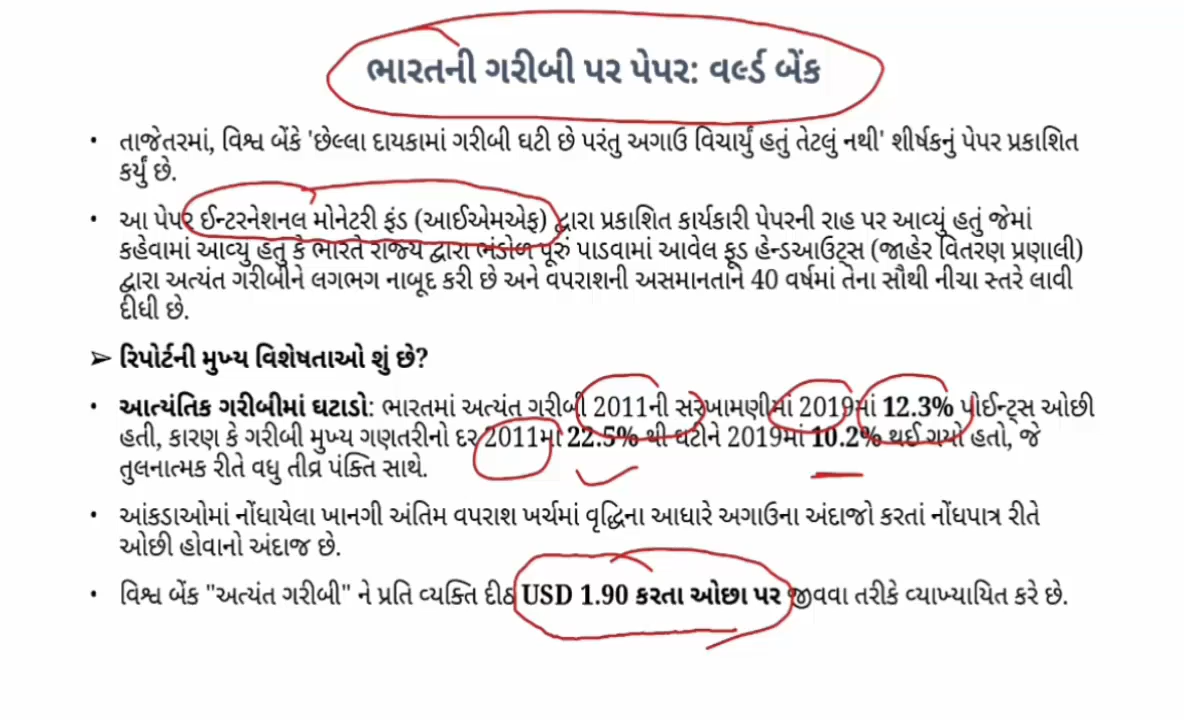 ભારતની ગરીબી પર પેપર: વર્લ્ડ બેંક
• તાજેતરમાં, વિશ્વ બેંકે 'છેલ્લા દાયકામાં ગરીબી ઘટી છે પરંતુ અગાઉ વિચાર્યું હતું તેટલું નથી' શીર્ષકનું પેપર પ્રકાશિત
કર્યું છે.
• આ પેપર ઈન્ટરનેશનલ મોનેટરી ફંડ (આઈએમએફ) દ્વારા પ્રકાશિત કાર્યકારી પેપરની રાહ પર આવ્યું હતું જેમાં
કહેવામાં આવ્યું હતું કે ભારતે રાજ્ય દ્વારા ભંડોળ પૂરું પાડવામાં આવેલ ફૂડ હેન્ડઆઉટ્સ (જાહેર વિતરણ પ્રણાલી)
દ્વારા અત્યંત ગરીબીને લગભગ નાબૂદ કરી છે અને વપરાશની અસમાનતાને 40 વર્ષમાં તેના સૌથી નીચા સ્તરે લાવી
દીધી છે.
➢ રિપોર્ટની મુખ્ય વિશેષતાઓ શું છે?
• આત્યંતિક ગરીબીમાં ઘટાડો: ભારતમાં અત્યંત ગરીબી 2011ની સરખામણીમાં 2019માં 12.3% પોઈન્ટ્સ ઓછી
હતી, કારણ કે ગરીબી મુખ્ય ગણતરીનો દર 2011માં 22.5% થી ઘટીને 2019માં 10.2% થઈ ગયો હતો, જે
તુલનાત્મક રીતે વધુ તીવ્ર પંક્તિ સાથે.
• આંકડાઓમાં નોંધાયેલા ખાનગી અંતિમ વપરાશ ખર્ચમાં વૃદ્ધિના આધારે અગાઉના અંદાજો કરતાં નોંધપાત્ર રીતે
ઓછી હોવાનો અંદાજ છે.
• વિશ્વ બેંક "અત્યંત ગરીબી" ને પ્રતિ વ્યક્તિ દીઠ USD 1.90 કરતા ઓછા પર જીવવા તરીકે વ્યાખ્યાયિત કરે છે.